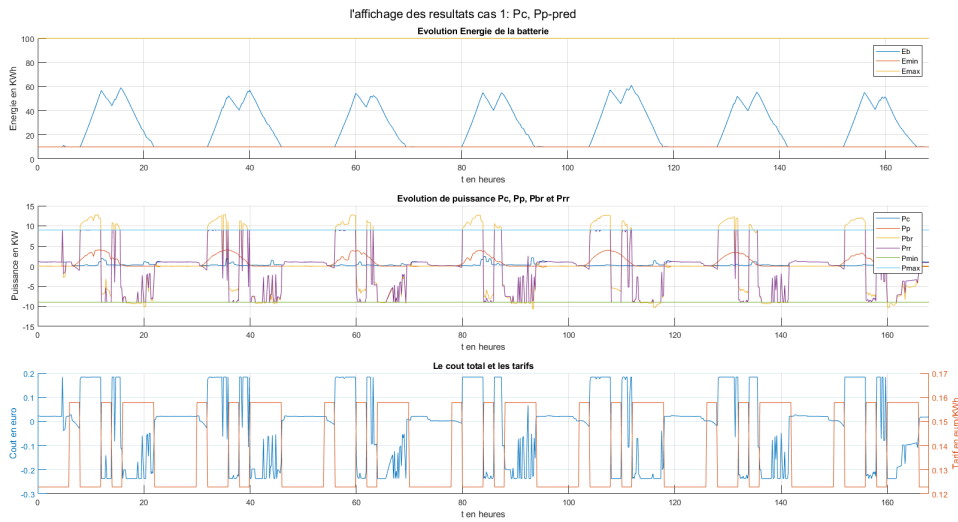 l'affichage des resultats cas 1: Pc, Pp-pred
Evolution Energie de la batterie
Energie en KWh
100
80
60
40
20
0
Eb
Emin
Emax
0 20 40 60 80 100 120 140 160
t en heures
Evolution de puissance Pc, Pp, Pbr et Prr
Puissance en KW
15
10
5
0
-5
-10
-15
Pc
Pp
Pbr
Prr
Pmin
Pmax
0 20 40 60 80 100 120 140 160
t en heures
Le cout total et les tarifs
Cout en euro
0.2
0.1
0
-0.1
-0.2
-0.3
0.17
0.16
0.15
0.14
0.13
0.12
Tarif en euro/KWh
0 20 40 60 80 100 120 140 160
t en heures